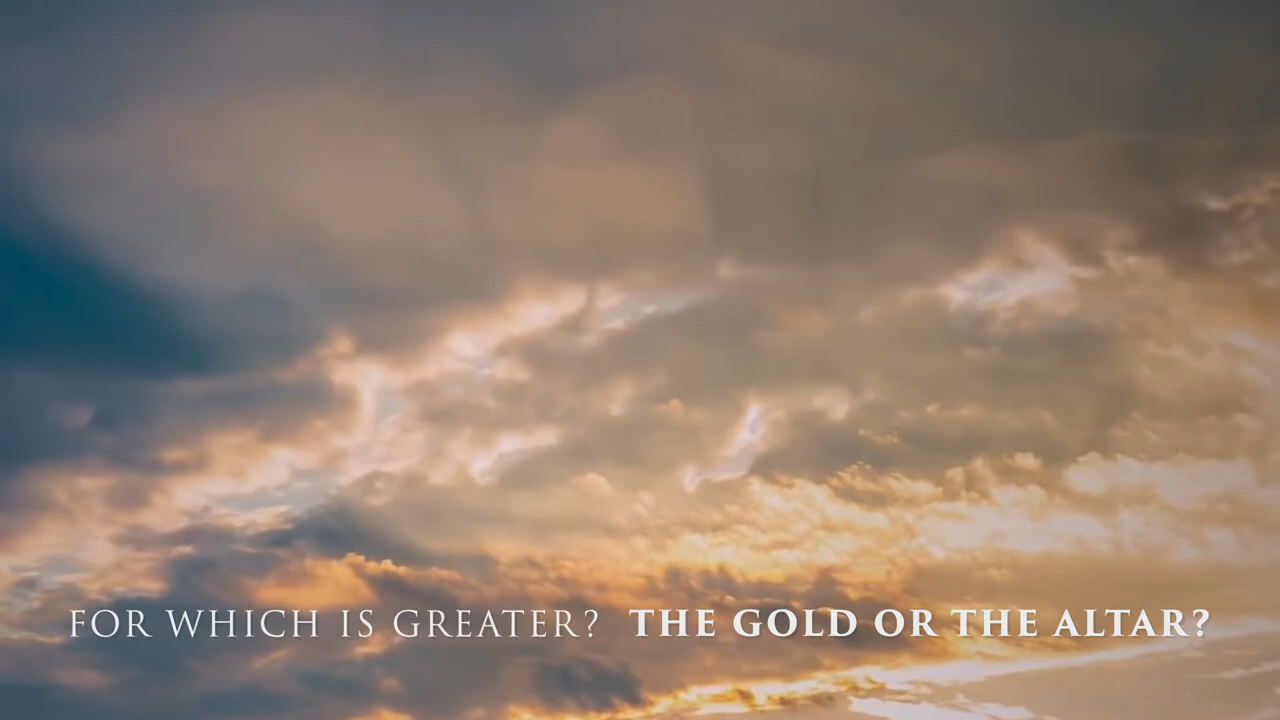 FOR WHICH IS GREATER? THE GOLD OR THE ALTAR?